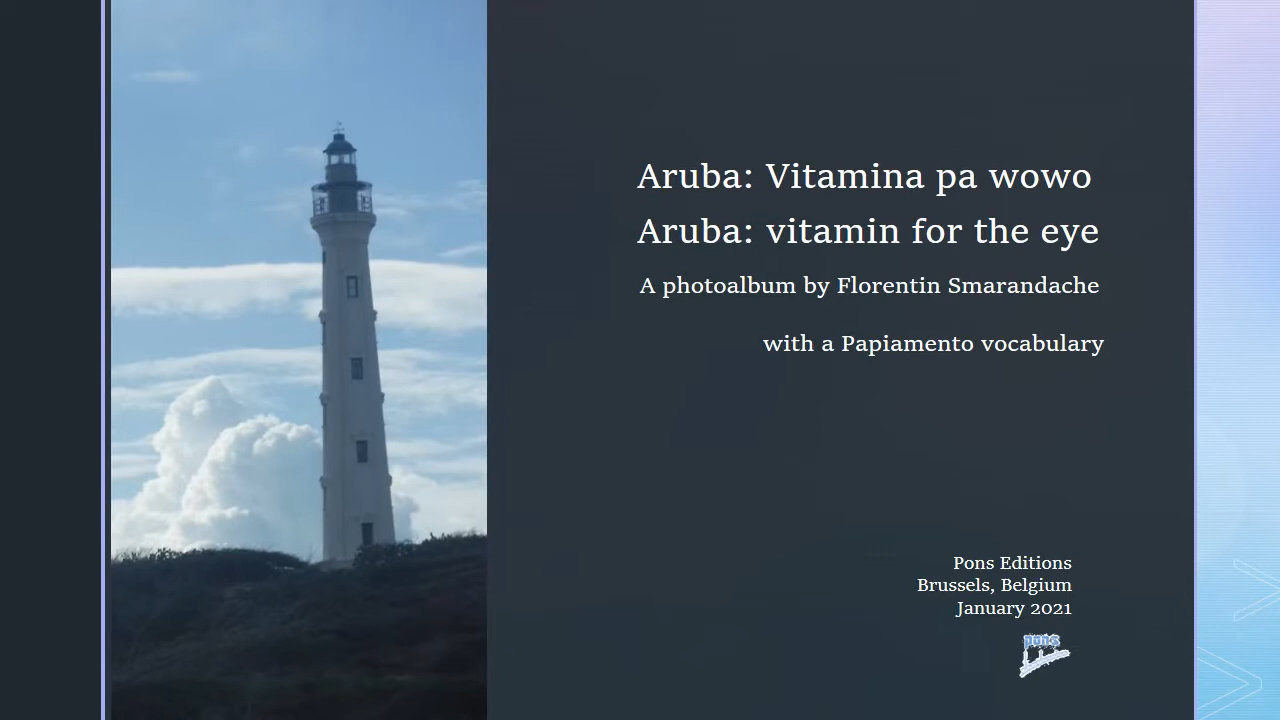 Aruba: Vitamina pa wowo
Aruba: vitamin for the eye
A photoalbum by Florentin Smarandache
with a Papiamento vocabulary
Pons Editions
Brussels, Belgium
January 2021
pons